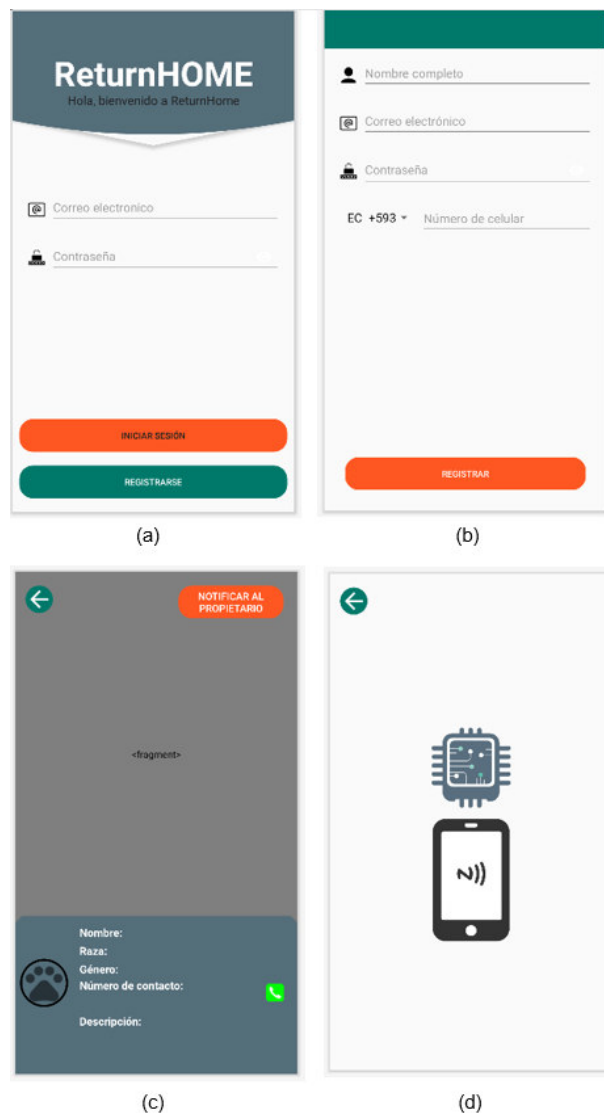 ReturnHOME
Hola, bienvenido a ReturnHome
Correo electronico
Contraseña
INICIAR SESIÓN
REGISTRARSE
(a)
Nombre completo
Correo electrónico
Contraseña
EC +593 Número de celular
REGISTRAR
(b)
NOTIFICAR AL
PROPIETARIO
<fragment>
Nombre:
Raza:
Género:
Número de contacto:
Descripción:
(c)
(d)